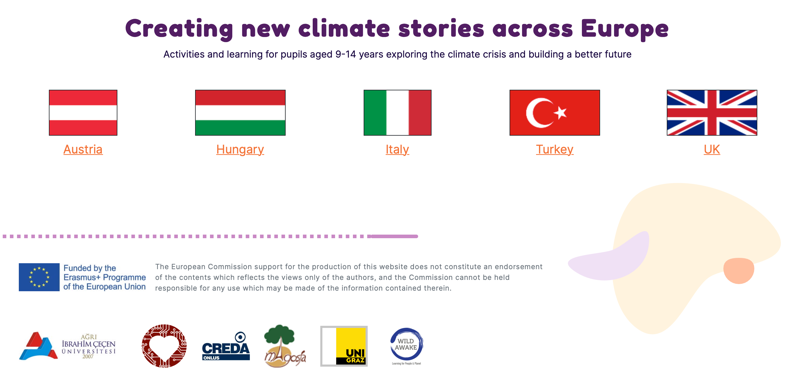 Creating new climate stories across Europe
Activities and learning for pupils aged 9-14 years exploring the climate crisis and building a better future
Austria
Hungary
Italy
Turkey
UK
Funded by the
Erasmus+ Programme
of the European Union
The European Commission support for the production of this website does not constitute an endorsement
of the contents which reflects the views only of the authors, and the Commission cannot be held
responsible for any use which may be made of the information contained therein.
AĞRI
İBRAHİM ÇEÇEN
ÜNİVERSİTESİ
2007
CREDA
ONLUS
magosfa
UNI
GRAZ
WILD
AWAKE